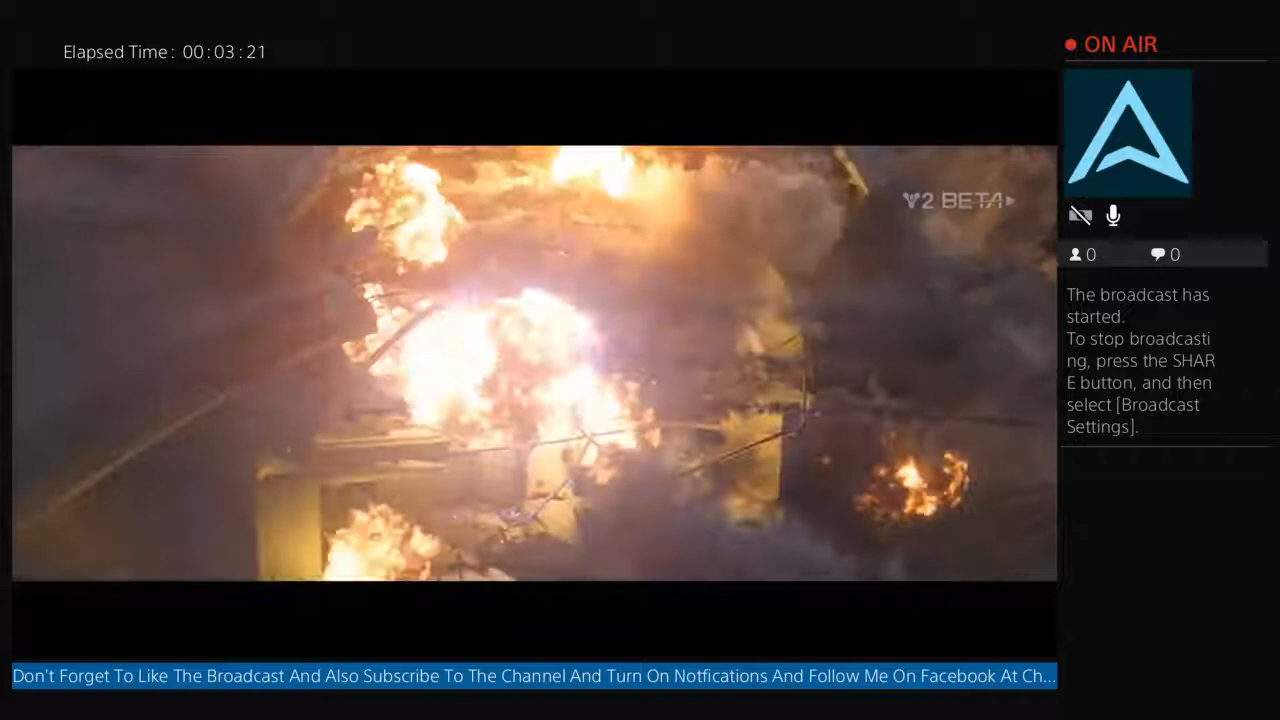 Elapsed Time: 00:03:21
ON AIR
2 BETA
0 0
The broadcast has
started.
To stop broadcasti
ng, press the SHAR
E button, and then
select [Broadcast
Settings].
Don't Forget To Like The Broadcast And Also Subscribe To The Channel And Turn On Notfications And Follow Me On Facebook At Ch...